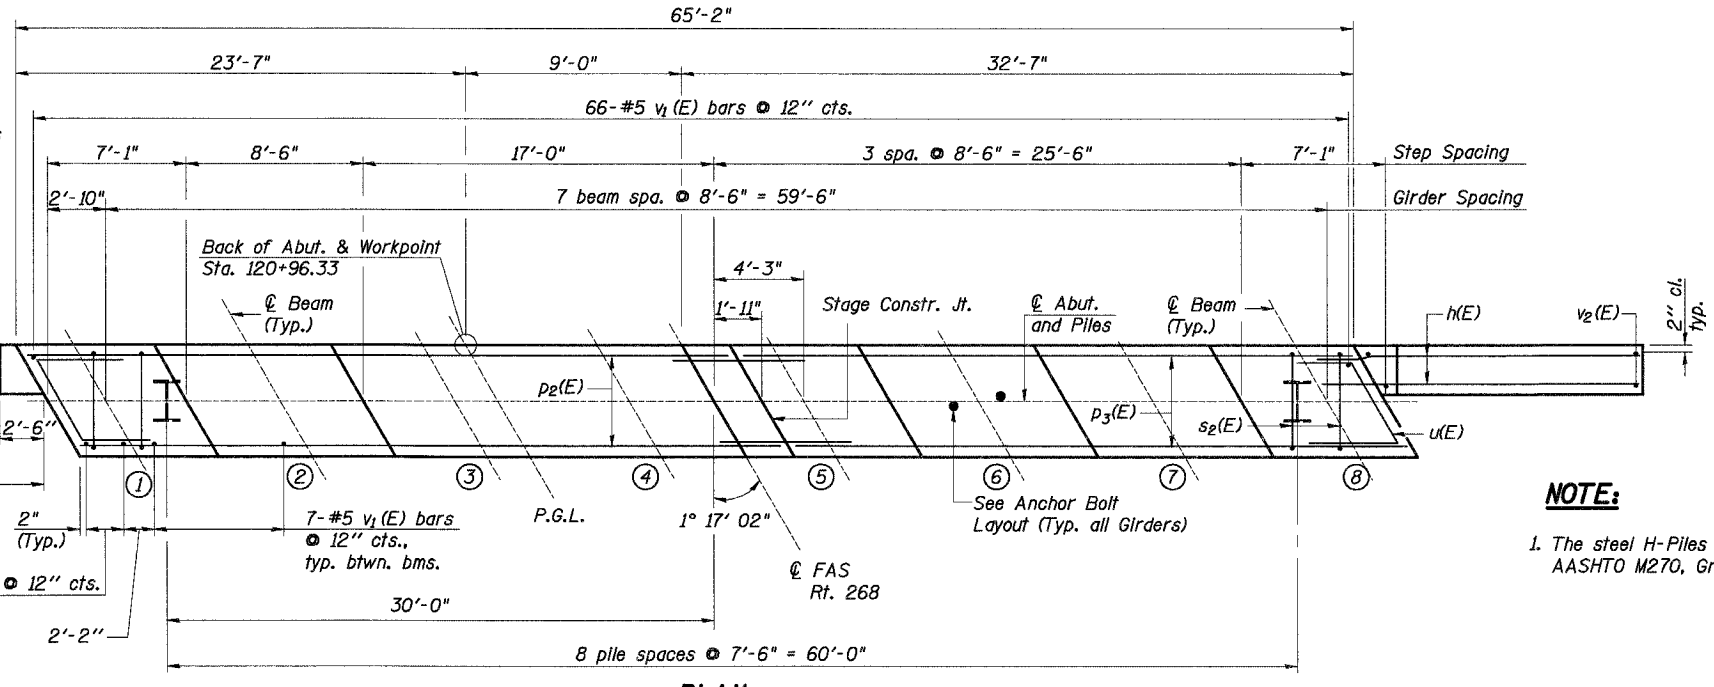 65'-2"
23'-7"
9'-0"
32'-7"
66-#5 v1(E) bars @ 12" cts.
7'-1"
8'-6"
17'-0"
3 spa. @ 8'-6" = 25'-6"
7'-1"
Step Spacing
2'-10"
7 beam spa. @ 8'-6" = 59'-6"
Girder Spacing
Back of Abut. & Workpoint
Sta. 120+96.33
4'-3"
℄ Beam
(Typ.)
1'-11"
Stage Constr. Jt.
℄ Abut.
and Piles
℄ Beam
(Typ.)
h(E)
v2(E)
2" cl.
typ.
p2(E)
p3(E)
s2(E)
u(E)
2'-6"
1
2
3
4
5
6
7
8
2"
(Typ.)
7-#5 v1(E) bars
@ 12" cts.,
typ. btwn. bms.
P.G.L.
1° 17' 02"
See Anchor Bolt
Layout (Typ. all Girders)
NOTE:
1. The steel H-Piles
AASHTO M270, Gr
℄ FAS
Rt. 268
@ 12" cts.
30'-0"
2'-2"
8 pile spaces @ 7'-6" = 60'-0"